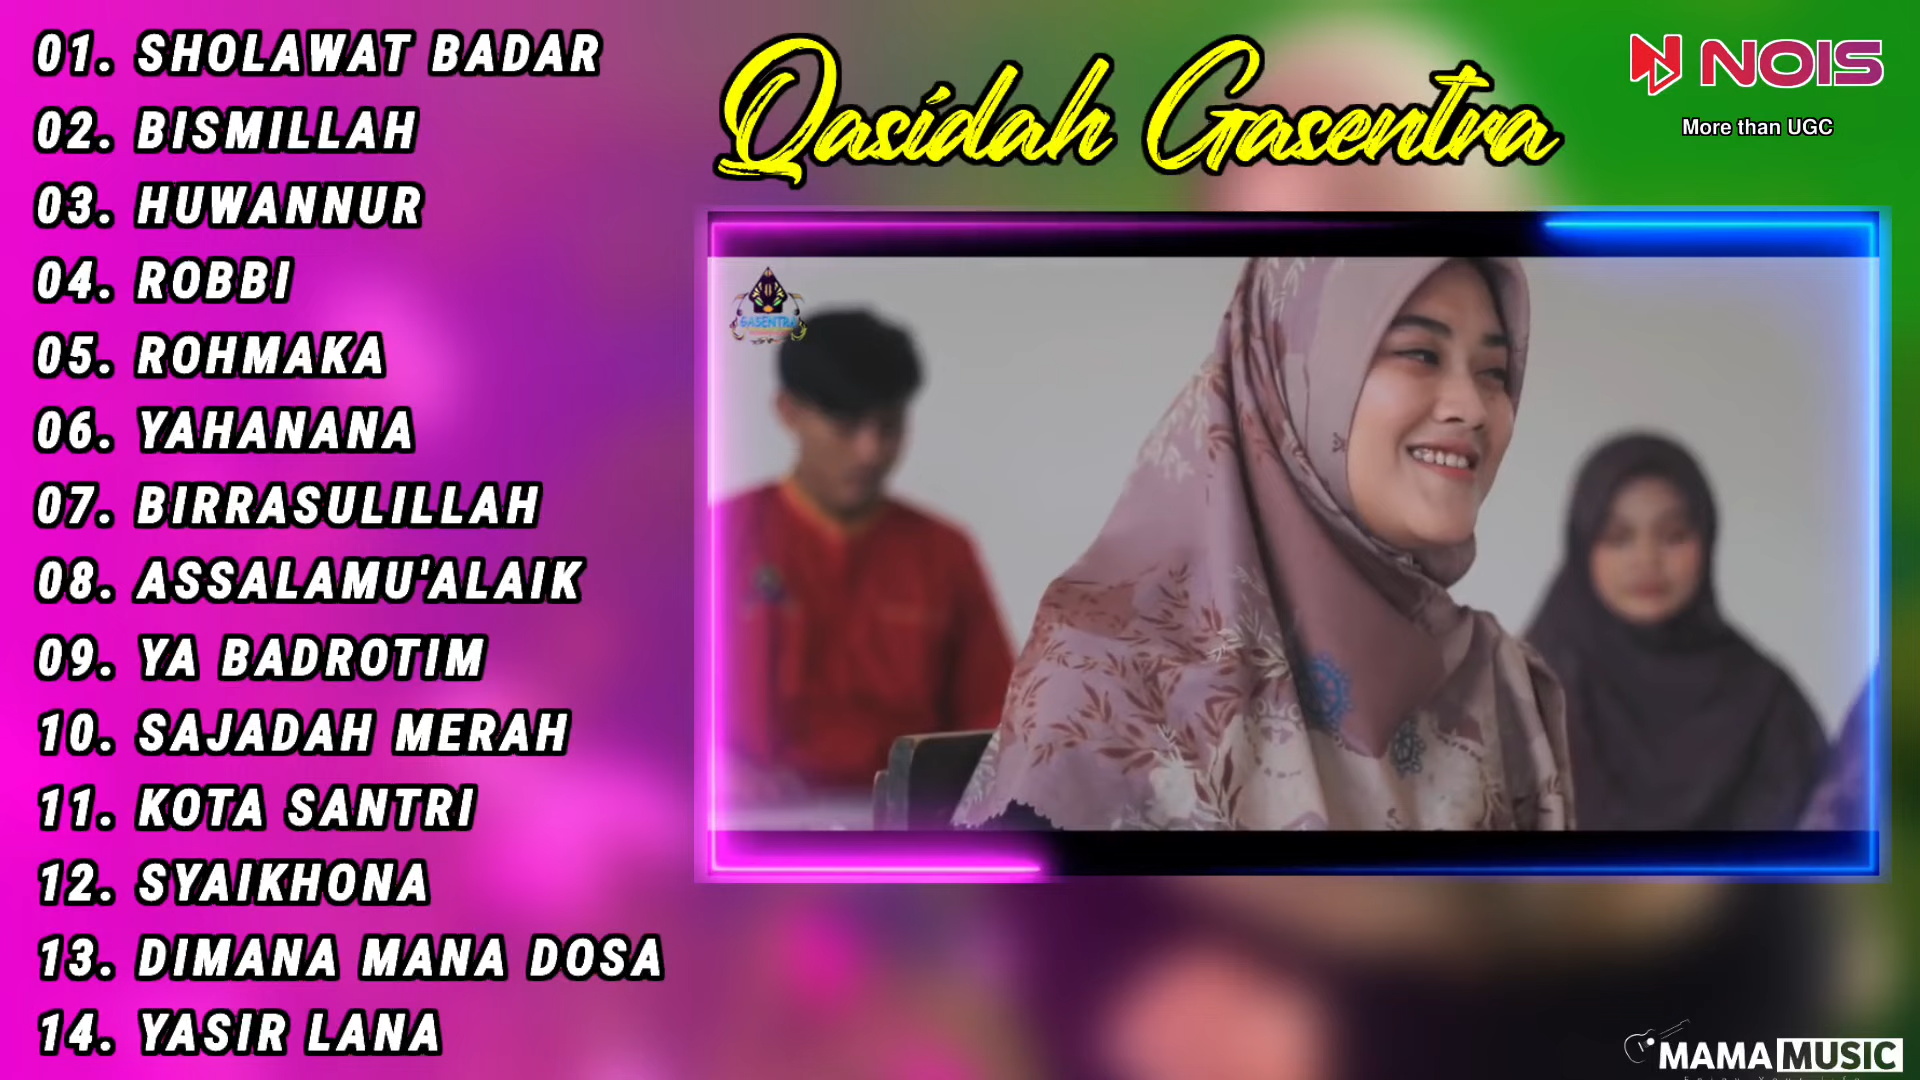 01. SHOLAWAT BADAR
02. BISMILLAH
03. HUWANNUR
04. ROBBI
05. ROHMAKA
06. YAHANANA
07. BIRRASULILLAH
08. ASSALAMU'ALAIK
09. YA BADROTIM
10. SAJADAH MERAH
11. KOTA SANTRI
12. SYAIKHONA
13. DIMANA MANA DOSA
14. YASIR LANA
Qasidah Gasentra
NOIS
More than UGC
GASENTRA
MAMA MUSIC